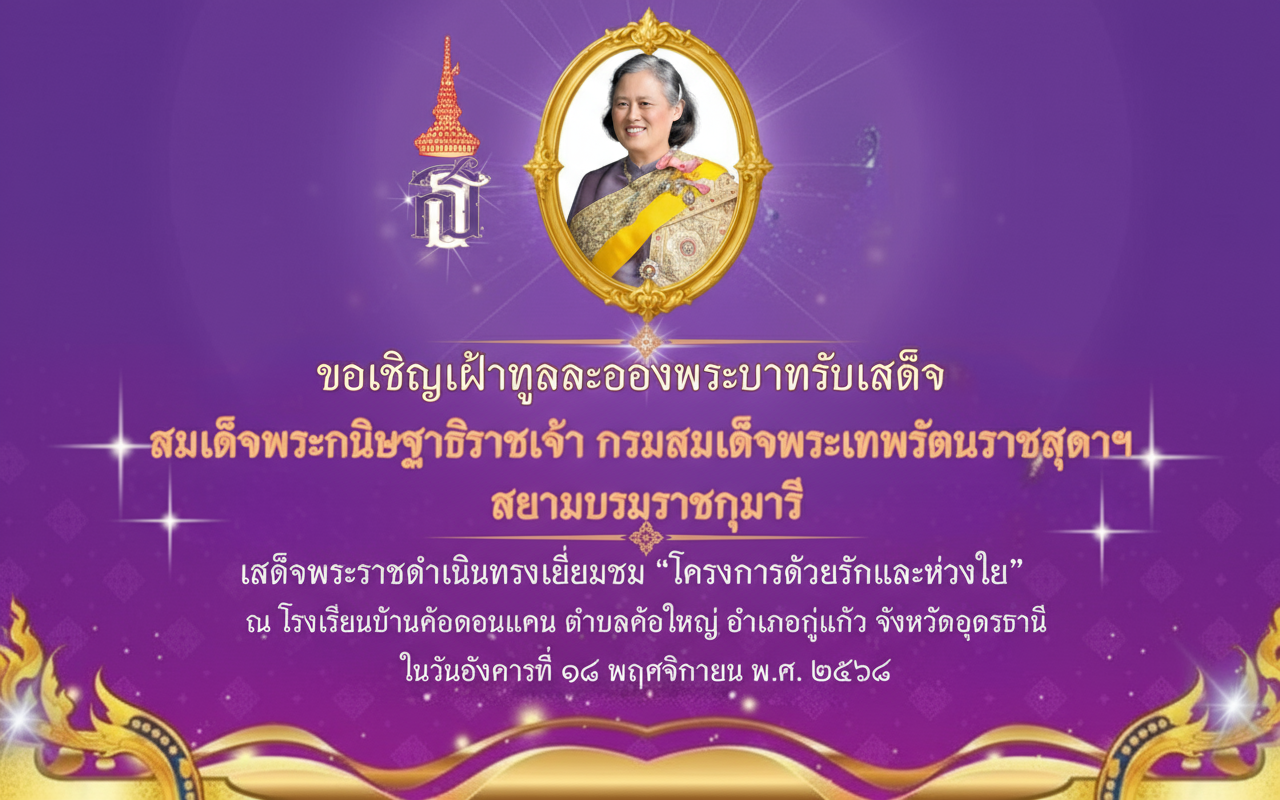 ขอเชิญเฝ้าทูลละอองพระบาทรับเสด็จ
สมเด็จพระกนิษฐาธิราชเจ้า กรมสมเด็จพระเทพรัตนราชสุดาฯ
สยามบรมราชกุมารี
เสด็จพระราชดำเนินทรงเยี่ยมชม “โครงการด้วยรักและห่วงใย”
ณ โรงเรียนบ้านค้อดอนแคน ตำบลค้อใหญ่ อำเภอกู่แก้ว จังหวัดอุดรธานี
ในวันอังคารที่ ๑๘ พฤศจิกายน พ.ศ. ๒๕๖๘